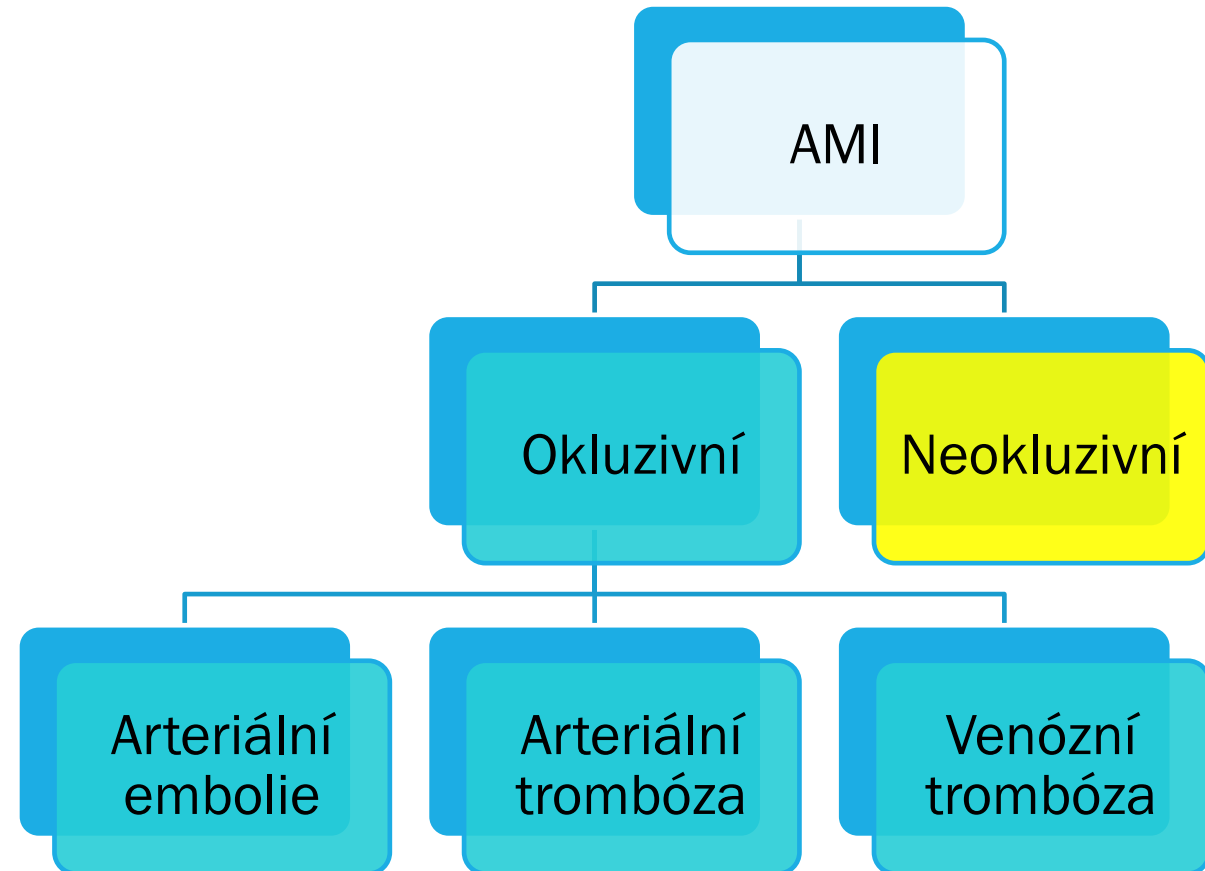 AMI
Okluzivní
Neokluzivní
Arteriální
embolie
Arteriální
trombóza
Venózní
trombóza